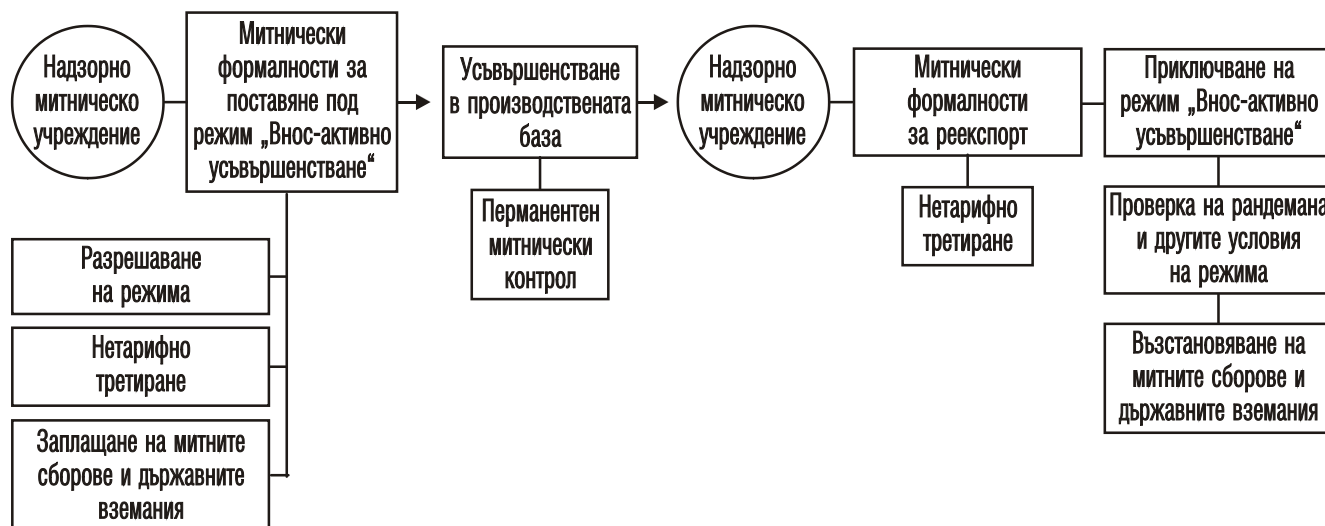 Надзорно
митническо
учреждение
Митнически
формалности за
поставяне под
режим „Внос-активно
усъвършенстване“
Усъвършенстване
в производствената
база
Надзорно
митническо
учреждение
Митнически
формалности
за реекспорт
Приключване на
режим „Внос-активно
усъвършенстване“
Перманентен
митнически
контрол
Нетарифно
третиране
Проверка на рандемана
и другите условия
на режима
Разрешаване
на режима
Нетарифно
третиране
Възстановяване на
митните сборове и
държавните вземания
Заплащане на митните
сборове и държавните
вземания